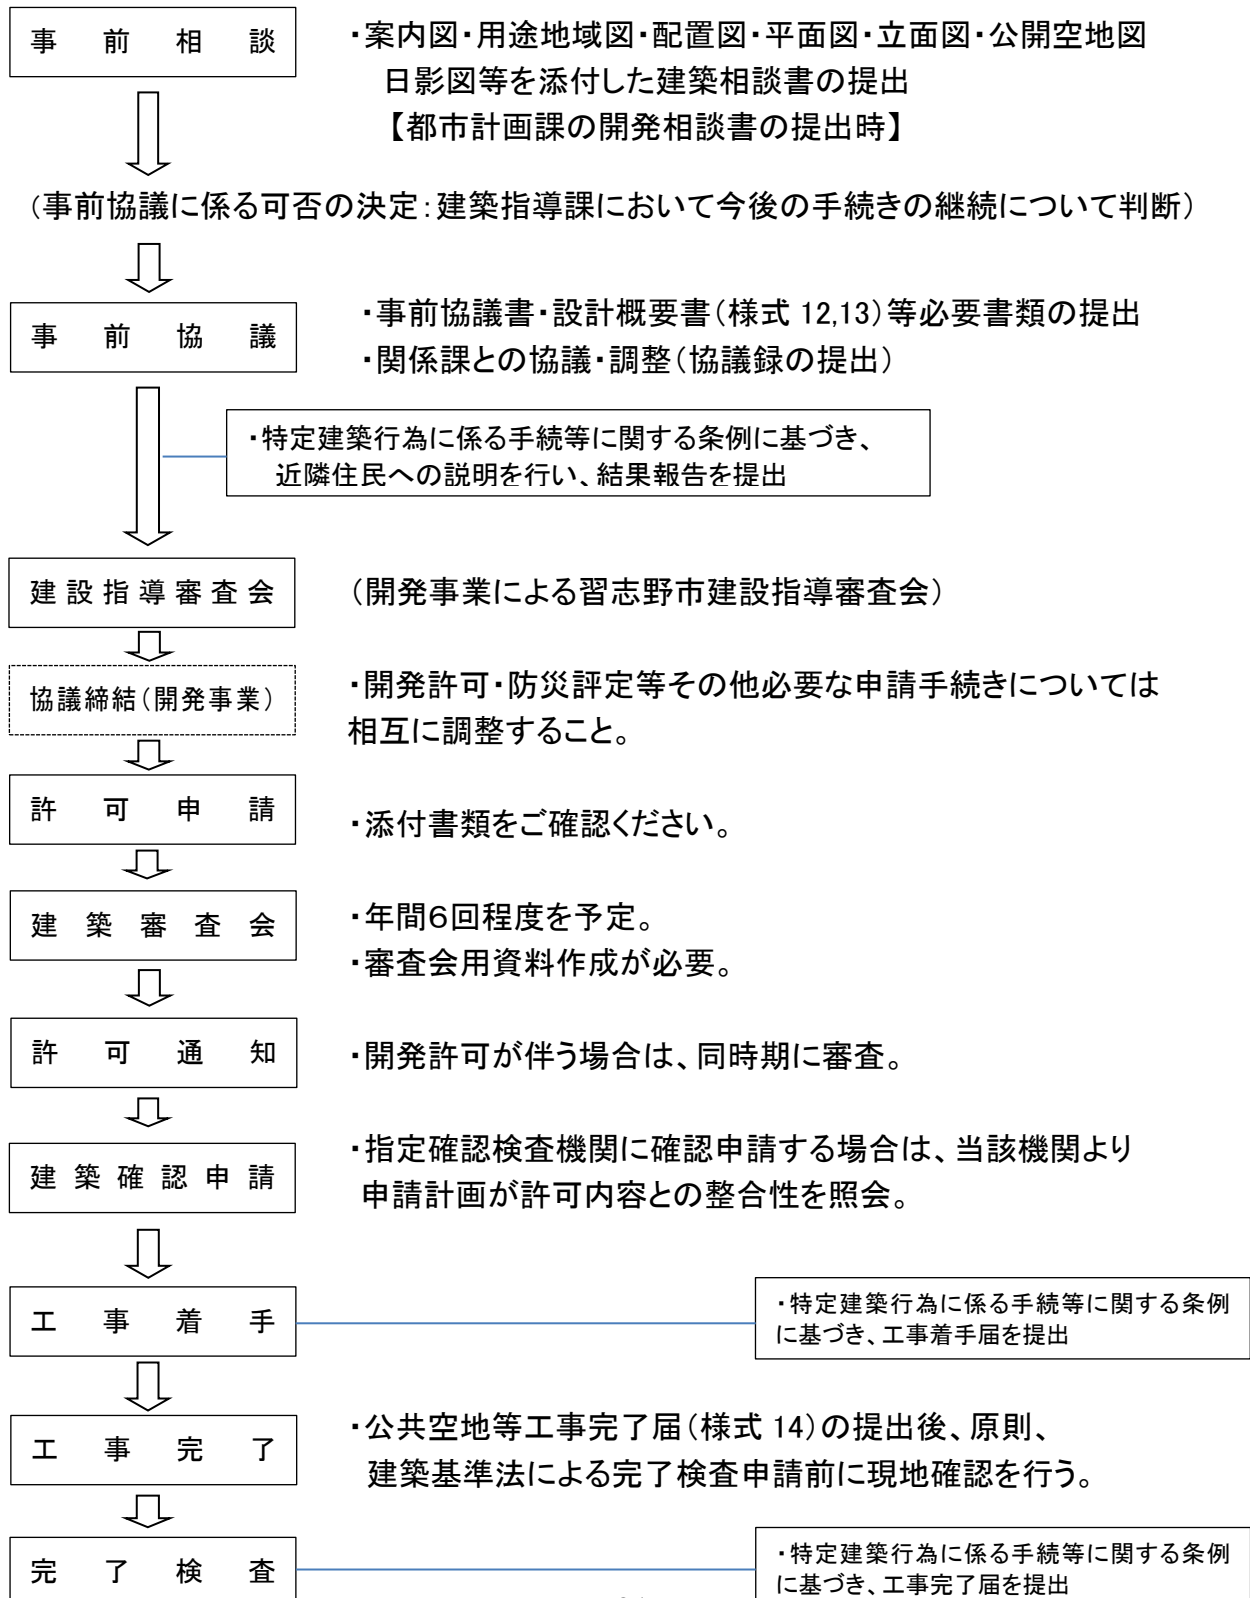 事前相談
・案内図・用途地域図・配置図・平面図・立面図・公開空地図
日影図等を添付した建築相談書の提出
【都市計画課の開発相談書の提出時】
（事前協議に係る可否の決定：建築指導課において今後の手続きの継続について判断）
事前協議
・事前協議書・設計概要書（様式 12,13）等必要書類の提出
・関係課との協議・調整（協議録の提出）
・特定建築行為に係る手続等に関する条例に基づき、
近隣住民への説明を行い、結果報告を提出
建設指導審査会
（開発事業による習志野市建設指導審査会）
協議締結（開発事業）
・開発許可・防災評定等その他必要な申請手続きについては
相互に調整すること。
許可申請
・添付書類をご確認ください。
建築審査会
・年間６回程度を予定。
・審査会用資料作成が必要。
許可通知
・開発許可が伴う場合は、同時期に審査。
建築確認申請
・指定確認検査機関に確認申請する場合は、当該機関より
申請計画が許可内容との整合性を照会。
工事着手
・特定建築行為に係る手続等に関する条例
に基づき、工事着手届を提出
工事完了
・公共空地等工事完了届（様式 14）の提出後、原則、
建築基準法による完了検査申請前に現地確認を行う。
完了検査
・特定建築行為に係る手続等に関する条例
に基づき、工事完了届を提出